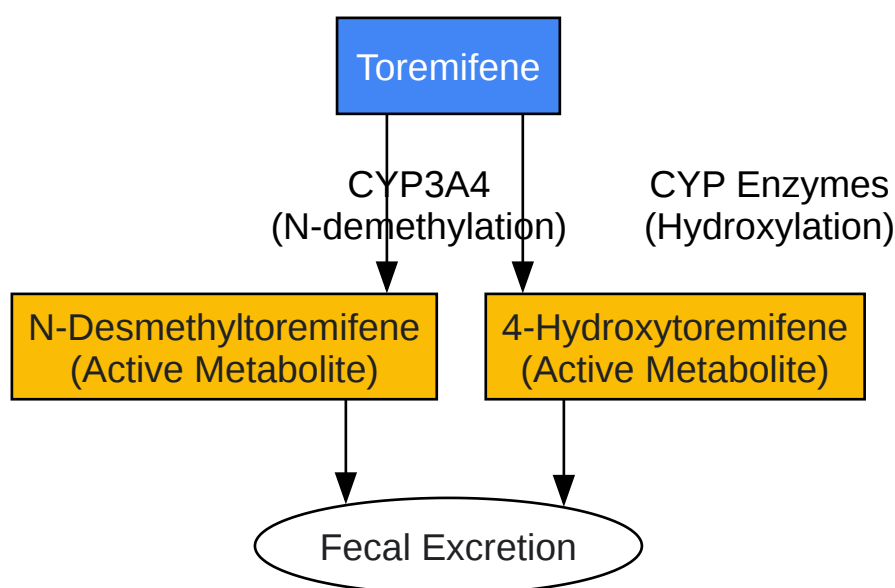 Toremifene
CYP3A4
(N-demethylation)
CYP Enzymes
(Hydroxylation)
N-Desmethyltoremifene
(Active Metabolite)
4-Hydroxytoremifene
(Active Metabolite)
Fecal Excretion